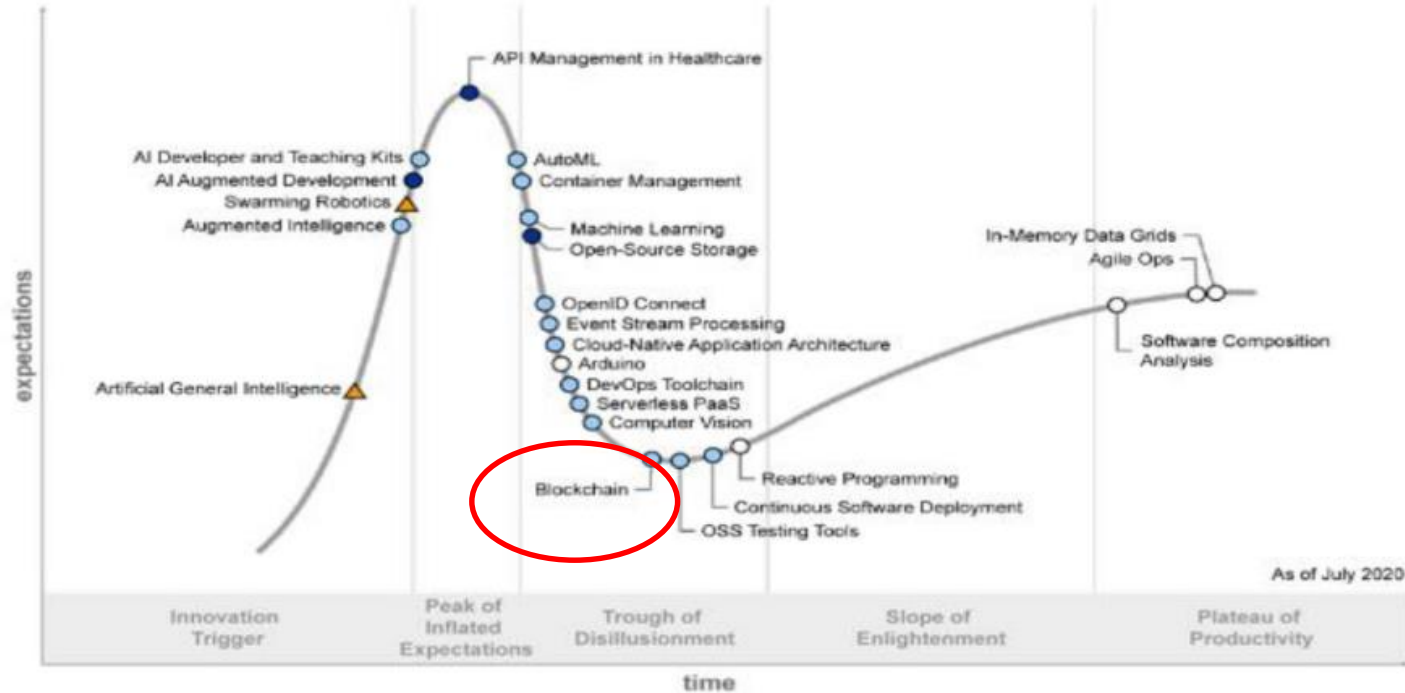 API Management in Healthcare
AI Developer and Teaching Kits
AutoML
AI Augmented Development
Container Management
Swarming Robotics
Augmented Intelligence
Machine Learning
Open-Source Storage
In-Memory Data Grids
Agile Ops
OpenID Connect
Event Stream Processing
Cloud-Native Application Architecture
Arduino
DevOps Toolchain
Serverless PaaS
Computer Vision
Software Composition
Analysis
Artificial General Intelligence
expectations
Blockchain
Reactive Programming
Continuous Software Deployment
OSS Testing Tools
As of July 2020
Innovation
Trigger
Peak of
Inflated
Expectations
Trough of
Disillusionment
Slope of
Enlightenment
Plateau of
Productivity
time